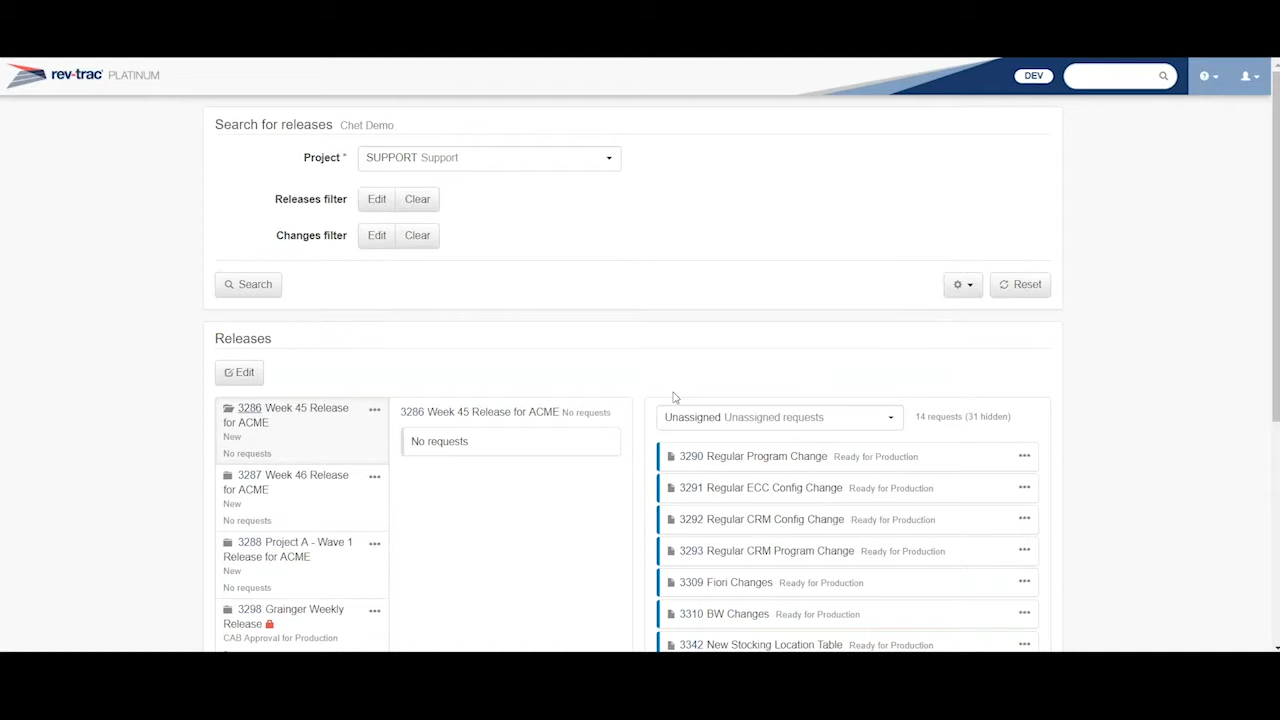 rev-trac PLATINUM
DEV
Search for releases Chet Demo
Project * SUPPORT Support
Releases filter Edit Clear
Changes filter Edit Clear
Search Reset
Releases
Edit
3286 Week 45 Release
for ACME
New
No requests
3287 Week 46 Release
for ACME
New
No requests
3288 Project A - Wave 1
Release for ACME
New
No requests
3298 Grainger Weekly
Release
CAB Approval for Production
3286 Week 45 Release for ACME No requests
No requests
Unassigned Unassigned requests 14 requests (31 hidden)
3290 Regular Program Change Ready for Production
3291 Regular ECC Config Change Ready for Production
3292 Regular CRM Config Change Ready for Production
3293 Regular CRM Program Change Ready for Production
3309 Fiori Changes Ready for Production
3310 BW Changes Ready for Production
3342 New Stocking Location Table Ready for Production